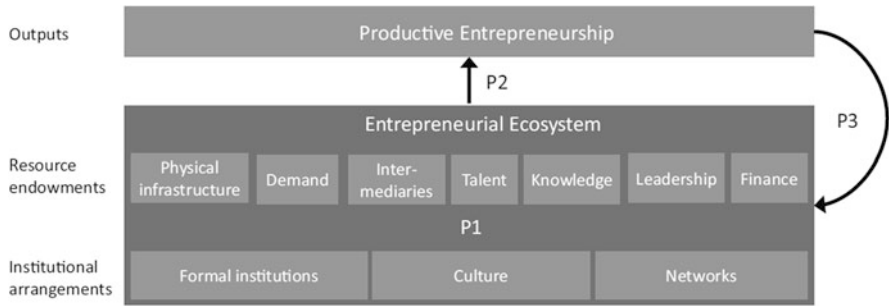 Outputs
Productive Entrepreneurship
P2
P3
Entrepreneurial Ecosystem
Resource
endowments
Physical
infrastructure
Demand
Inter-
mediaries
Talent
Knowledge
Leadership
Finance
P1
Institutional
arrangements
Formal institutions
Culture
Networks